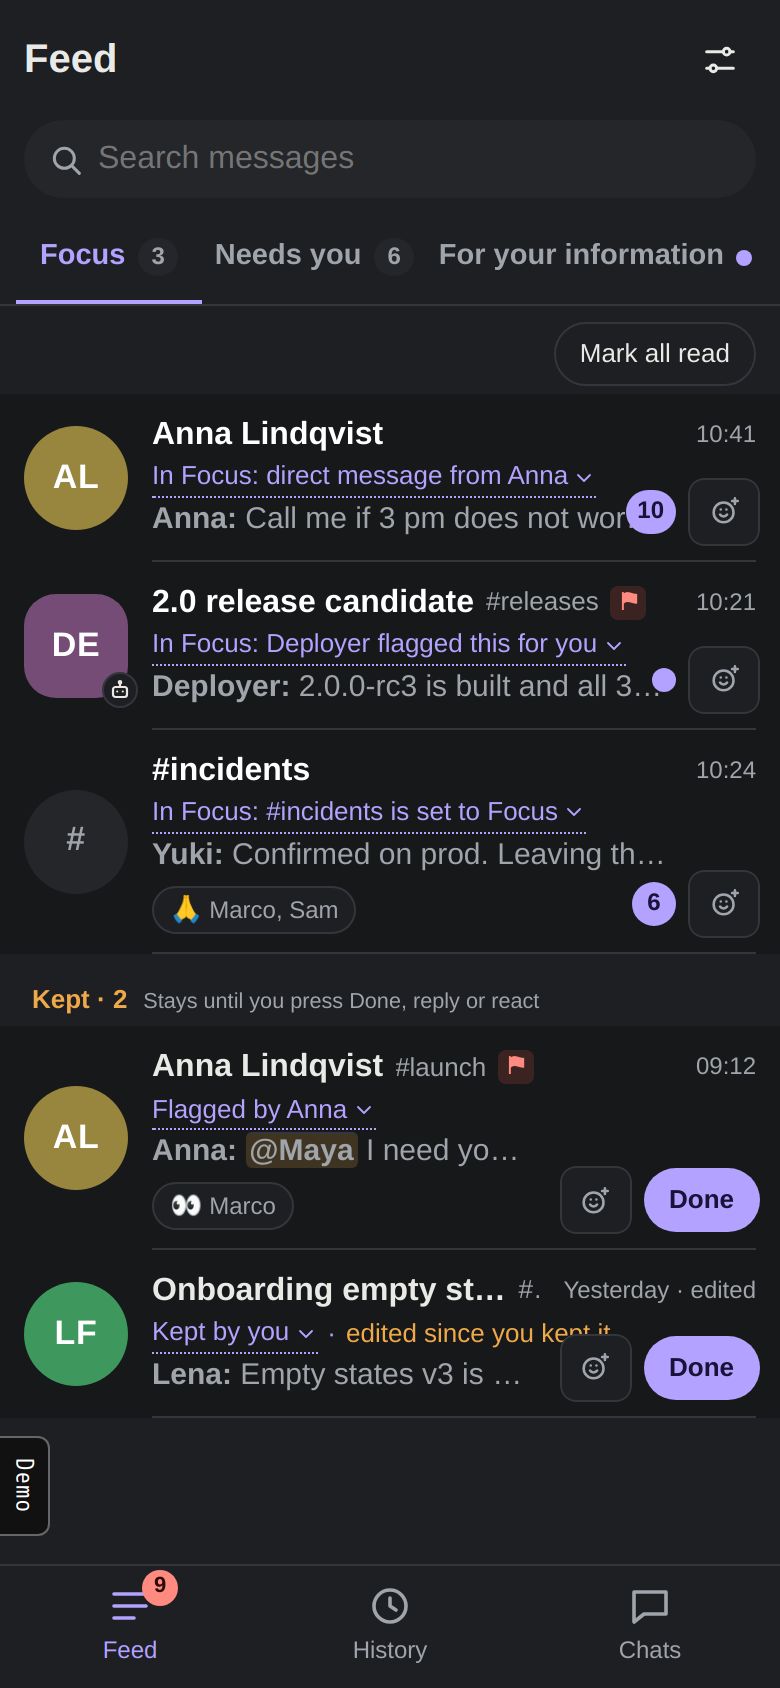 Feed
Search messages
Focus 3 Needs you 6 For your information
Mark all read
AL
Anna Lindqvist 10:41
In Focus: direct message from Anna
Anna: Call me if 3 pm does not wor
10
DE
2.0 release candidate #releases 10:21
In Focus: Deployer flagged this for you
Deployer: 2.0.0-rc3 is built and all 3…
#
#incidents 10:24
In Focus: #incidents is set to Focus
Yuki: Confirmed on prod. Leaving th…
🙏 Marco, Sam 6
Kept · 2 Stays until you press Done, reply or react
AL
Anna Lindqvist #launch 09:12
Flagged by Anna
Anna: @Maya I need yo…
👀 Marco Done
LF
Onboarding empty st… #. Yesterday · edited
Kept by you · edited since you kept it
Lena: Empty states v3 is … Done
Demo
9
Feed History Chats